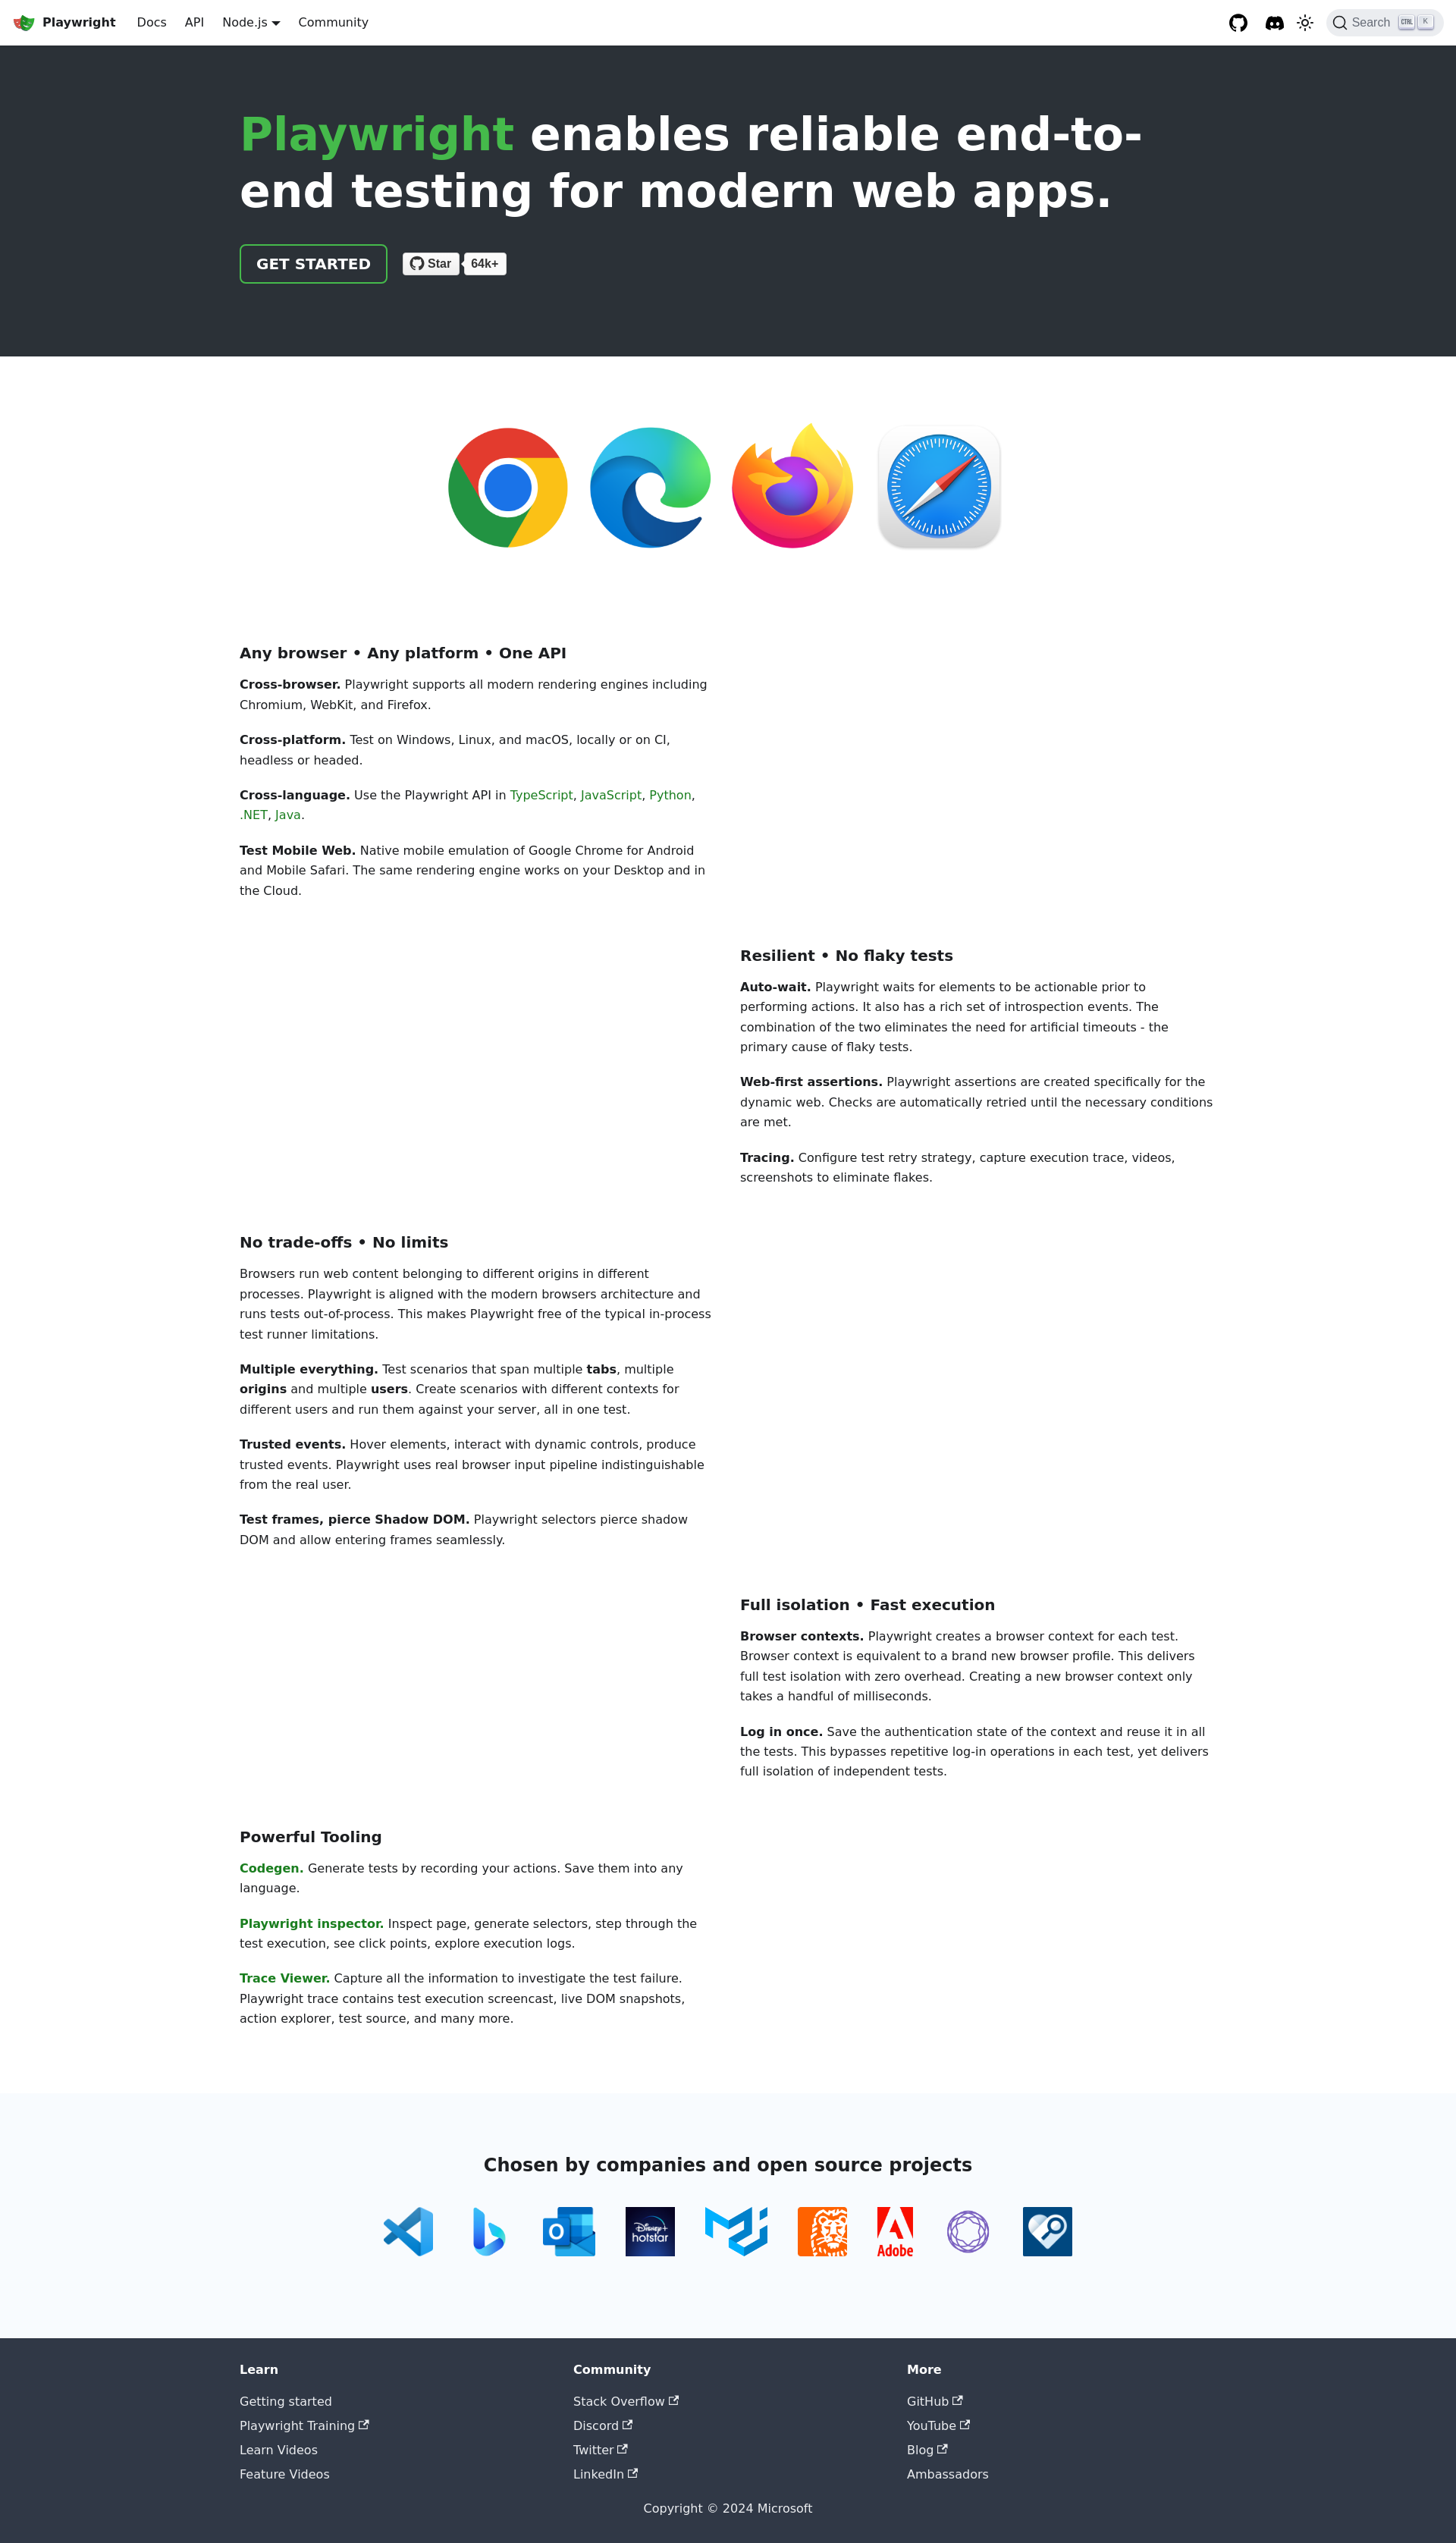 Playwright Docs API Node.js Community Search CTRL K
Playwright enables reliable end-to-
end testing for modern web apps.
GET STARTED Star 64k+
Any browser • Any platform • One API
Cross-browser. Playwright supports all modern rendering engines including
Chromium, WebKit, and Firefox.
Cross-platform. Test on Windows, Linux, and macOS, locally or on CI,
headless or headed.
Cross-language. Use the Playwright API in TypeScript, JavaScript, Python,
.NET, Java.
Test Mobile Web. Native mobile emulation of Google Chrome for Android
and Mobile Safari. The same rendering engine works on your Desktop and in
the Cloud.
Resilient • No flaky tests
Auto-wait. Playwright waits for elements to be actionable prior to
performing actions. It also has a rich set of introspection events. The
combination of the two eliminates the need for artificial timeouts - the
primary cause of flaky tests.
Web-first assertions. Playwright assertions are created specifically for the
dynamic web. Checks are automatically retried until the necessary conditions
are met.
Tracing. Configure test retry strategy, capture execution trace, videos,
screenshots to eliminate flakes.
No trade-offs • No limits
Browsers run web content belonging to different origins in different
processes. Playwright is aligned with the modern browsers architecture and
runs tests out-of-process. This makes Playwright free of the typical in-process
test runner limitations.
Multiple everything. Test scenarios that span multiple tabs, multiple
origins and multiple users. Create scenarios with different contexts for
different users and run them against your server, all in one test.
Trusted events. Hover elements, interact with dynamic controls, produce
trusted events. Playwright uses real browser input pipeline indistinguishable
from the real user.
Test frames, pierce Shadow DOM. Playwright selectors pierce shadow
DOM and allow entering frames seamlessly.
Full isolation • Fast execution
Browser contexts. Playwright creates a browser context for each test.
Browser context is equivalent to a brand new browser profile. This delivers
full test isolation with zero overhead. Creating a new browser context only
takes a handful of milliseconds.
Log in once. Save the authentication state of the context and reuse it in all
the tests. This bypasses repetitive log-in operations in each test, yet delivers
full isolation of independent tests.
Powerful Tooling
Codegen. Generate tests by recording your actions. Save them into any
language.
Playwright inspector. Inspect page, generate selectors, step through the
test execution, see click points, explore execution logs.
Trace Viewer. Capture all the information to investigate the test failure.
Playwright trace contains test execution screencast, live DOM snapshots,
action explorer, test source, and many more.
Chosen by companies and open source projects
O
Disney+
hotstar
Adobe
Learn
Getting started
Playwright Training
Learn Videos
Feature Videos
Community
Stack Overflow
Discord
Twitter
LinkedIn
More
GitHub
YouTube
Blog
Ambassadors
Copyright © 2024 Microsoft